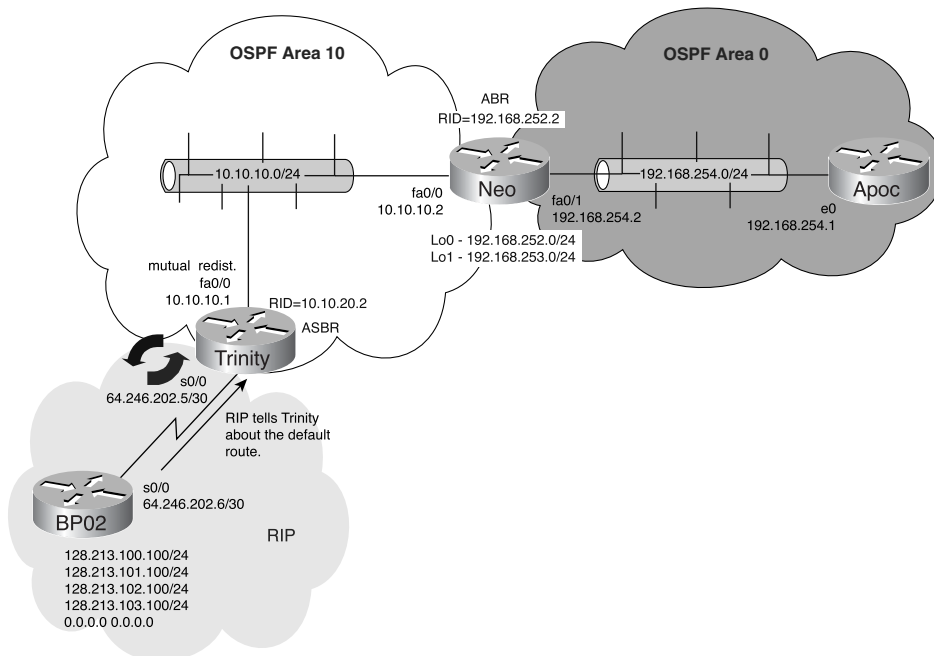 OSPF Area 10
OSPF Area 0
ABR
RID=192.168.252.2
10.10.10.0/24
Neo
192.168.254.0/24
Apoc
fa0/0
10.10.10.2
fa0/1
192.168.254.2
e0
192.168.254.1
Lo0 - 192.168.252.0/24
Lo1 - 192.168.253.0/24
mutual redist.
fa0/0
10.10.10.1
RID=10.10.20.2
ASBR
Trinity
s0/0
64.246.202.5/30
RIP tells Trinity
about the default
route.
s0/0
64.246.202.6/30
BP02
RIP
128.213.100.100/24
128.213.101.100/24
128.213.102.100/24
128.213.103.100/24
0.0.0.0 0.0.0.0